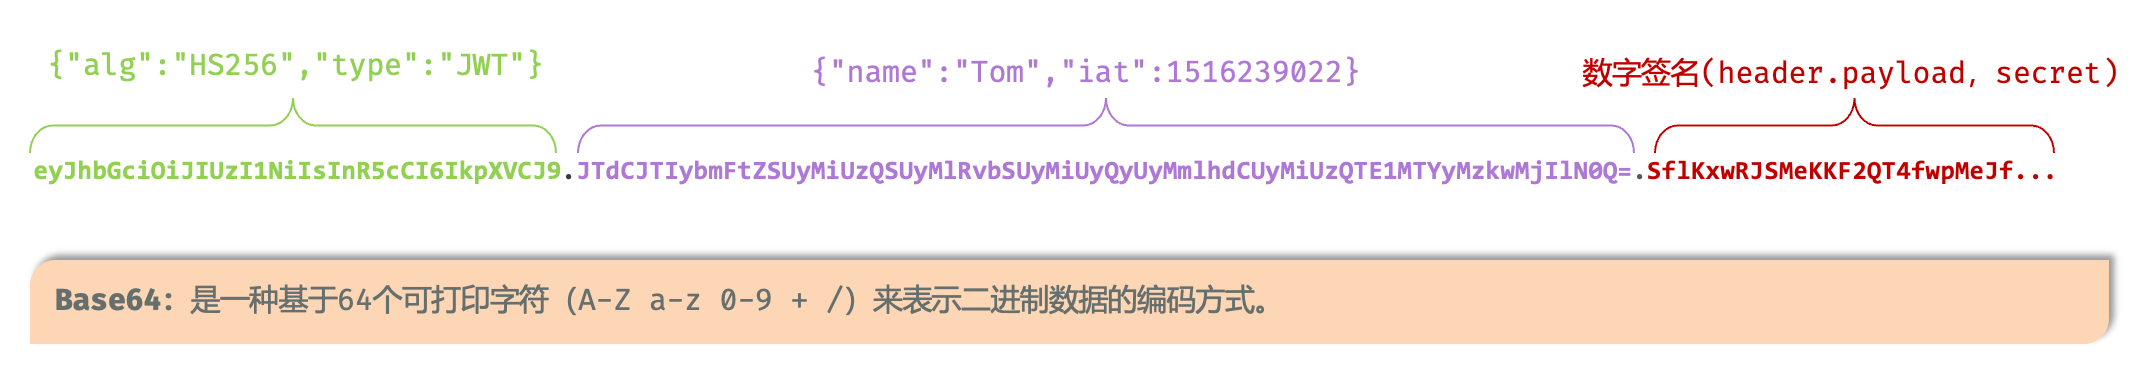 {"alg":"HS256","type":"JWT"}
{"name":"Tom","iat":1516239022}
数字签名(header.payload, secret)
eyJhbGciOiJIUzI1NiIsInR5cCI6IkpXVCJ9.JTdCJTIybmFtZSUyMiUzQSUyMlRvbSUyMiUyQyUyMmlhdCUyMiUzQTE1MTYyMzkwMjIlN0Q=.SflKxwRJSMeKKF2QT4fwpMeJf...
Base64：是一种基于64个可打印字符（A-Z a-z 0-9 + /）来表示二进制数据的编码方式。